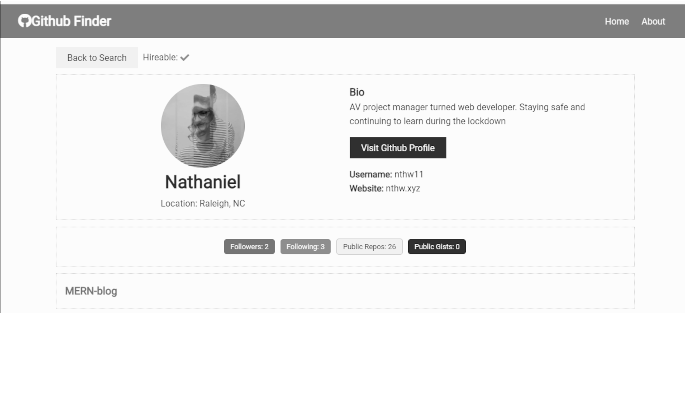 Github Finder
Home About
Back to Search Hireable:
Bio
AV project manager turned web developer. Staying safe and
continuing to learn during the lockdown
Visit Github Profile
Nathaniel
Username: nthw11
Website: nthw.xyz
Location: Raleigh, NC
Followers: 2 Following: 3 Public Repos: 26 Public Gists: 0
MERN-blog